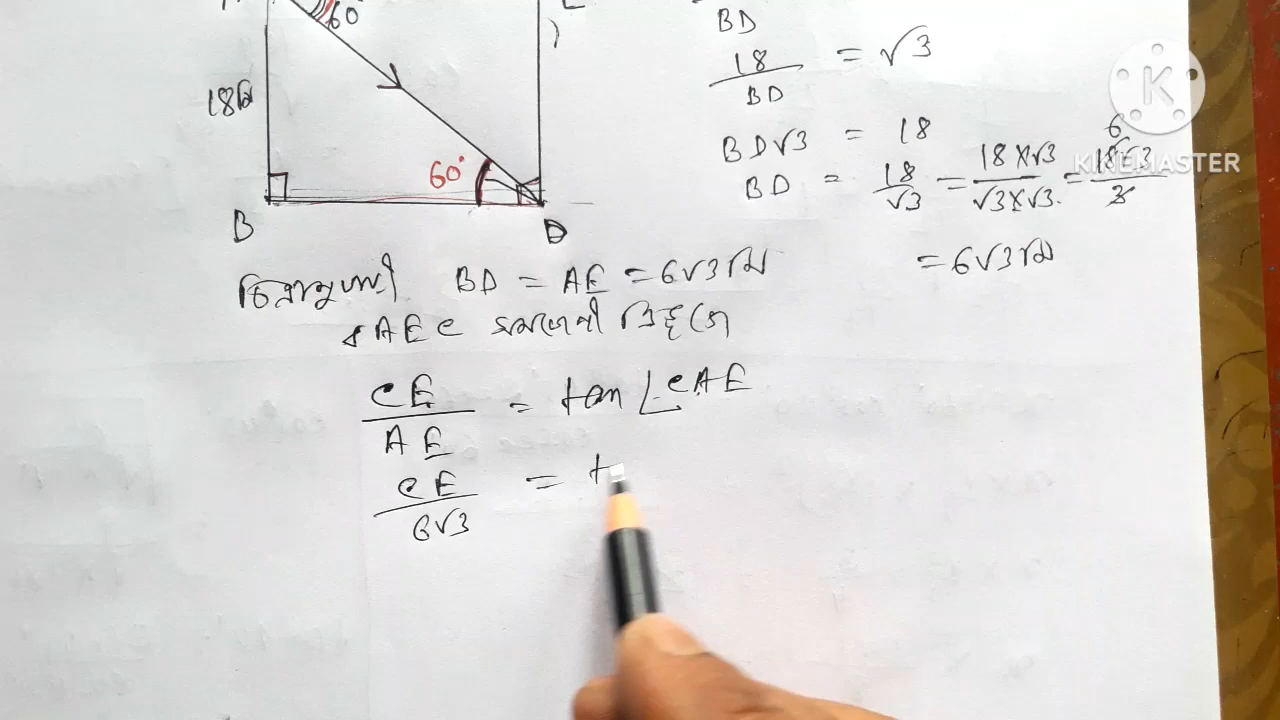 60°
BD
18 / BD = √3
18মি
BD√3 = 18
BD = 18/√3 = 18×√3 / √3×√3 = 18√3 / 3
6
60°
B
D
= 6√3 মি
BD = AE = 6√3 মি
AEC সমকোণী ত্রিভুজে
CE / AE = tan ∠CAE
CE / 6√3 = t
KINEMASTER